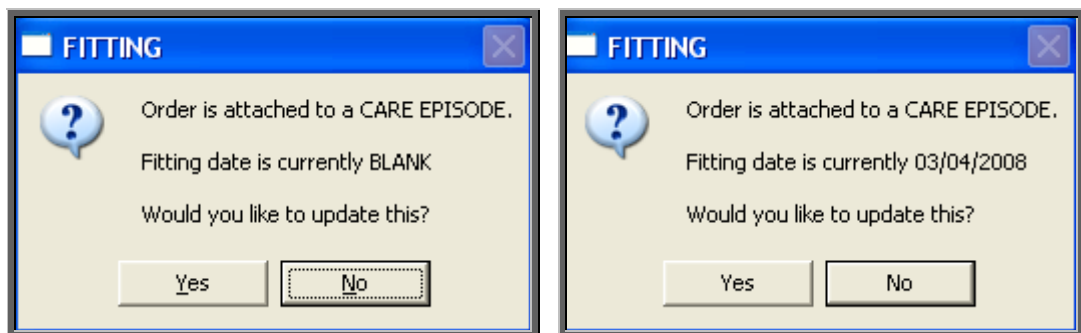 FITTING
Order is attached to a CARE EPISODE.
Fitting date is currently BLANK
Would you like to update this?
Yes
No
FITTING
Order is attached to a CARE EPISODE.
Fitting date is currently 03/04/2008
Would you like to update this?
Yes
No